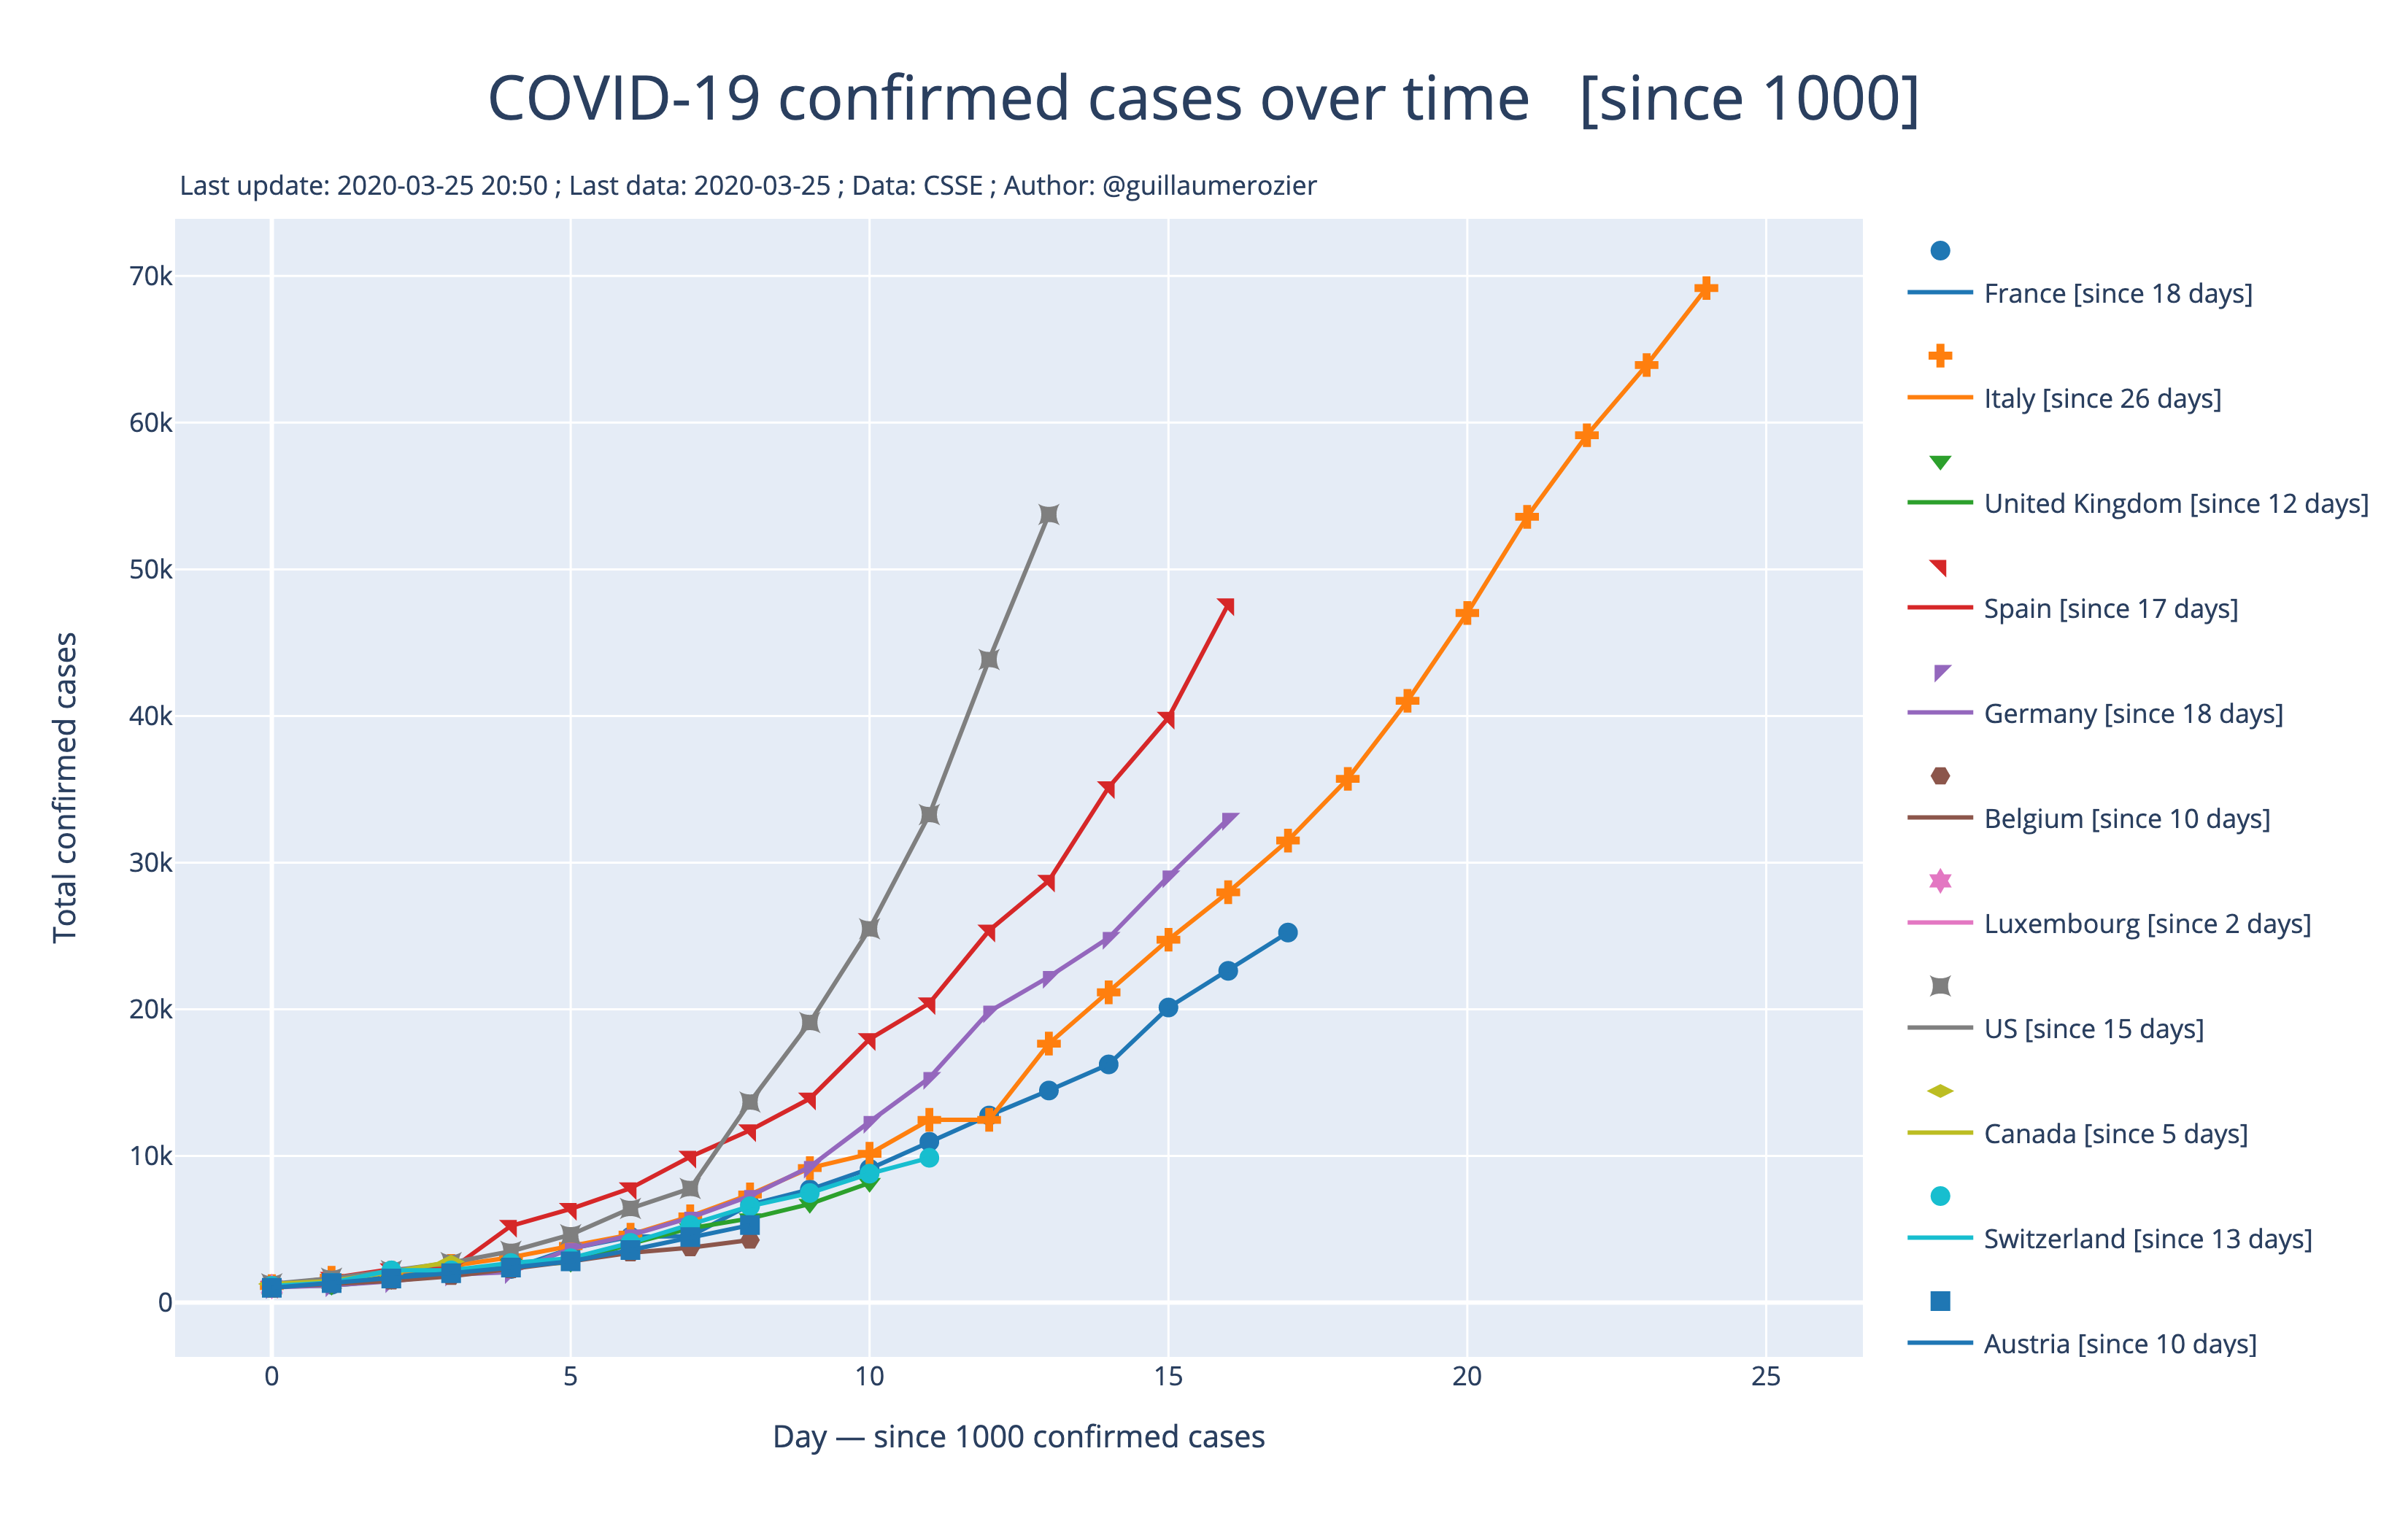 COVID-19 confirmed cases over time [since 1000]
Last update: 2020-03-25 20:50 ; Last data: 2020-03-25 ; Data: CSSE ; Author: @guillaumerozier
70k
60k
50k
40k
30k
20k
10k
0
Total confirmed cases
0 5 10 15 20 25
Day — since 1000 confirmed cases
France [since 18 days]
Italy [since 26 days]
United Kingdom [since 12 days]
Spain [since 17 days]
Germany [since 18 days]
Belgium [since 10 days]
Luxembourg [since 2 days]
US [since 15 days]
Canada [since 5 days]
Switzerland [since 13 days]
Austria [since 10 days]